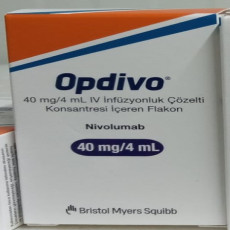 Opdivo®
40 mg/4 mL IV İnfüzyonluk Çözelti
Konsantresi İçeren Flakon
Nivolumab
40 mg/4 mL
Bristol Myers Squibb